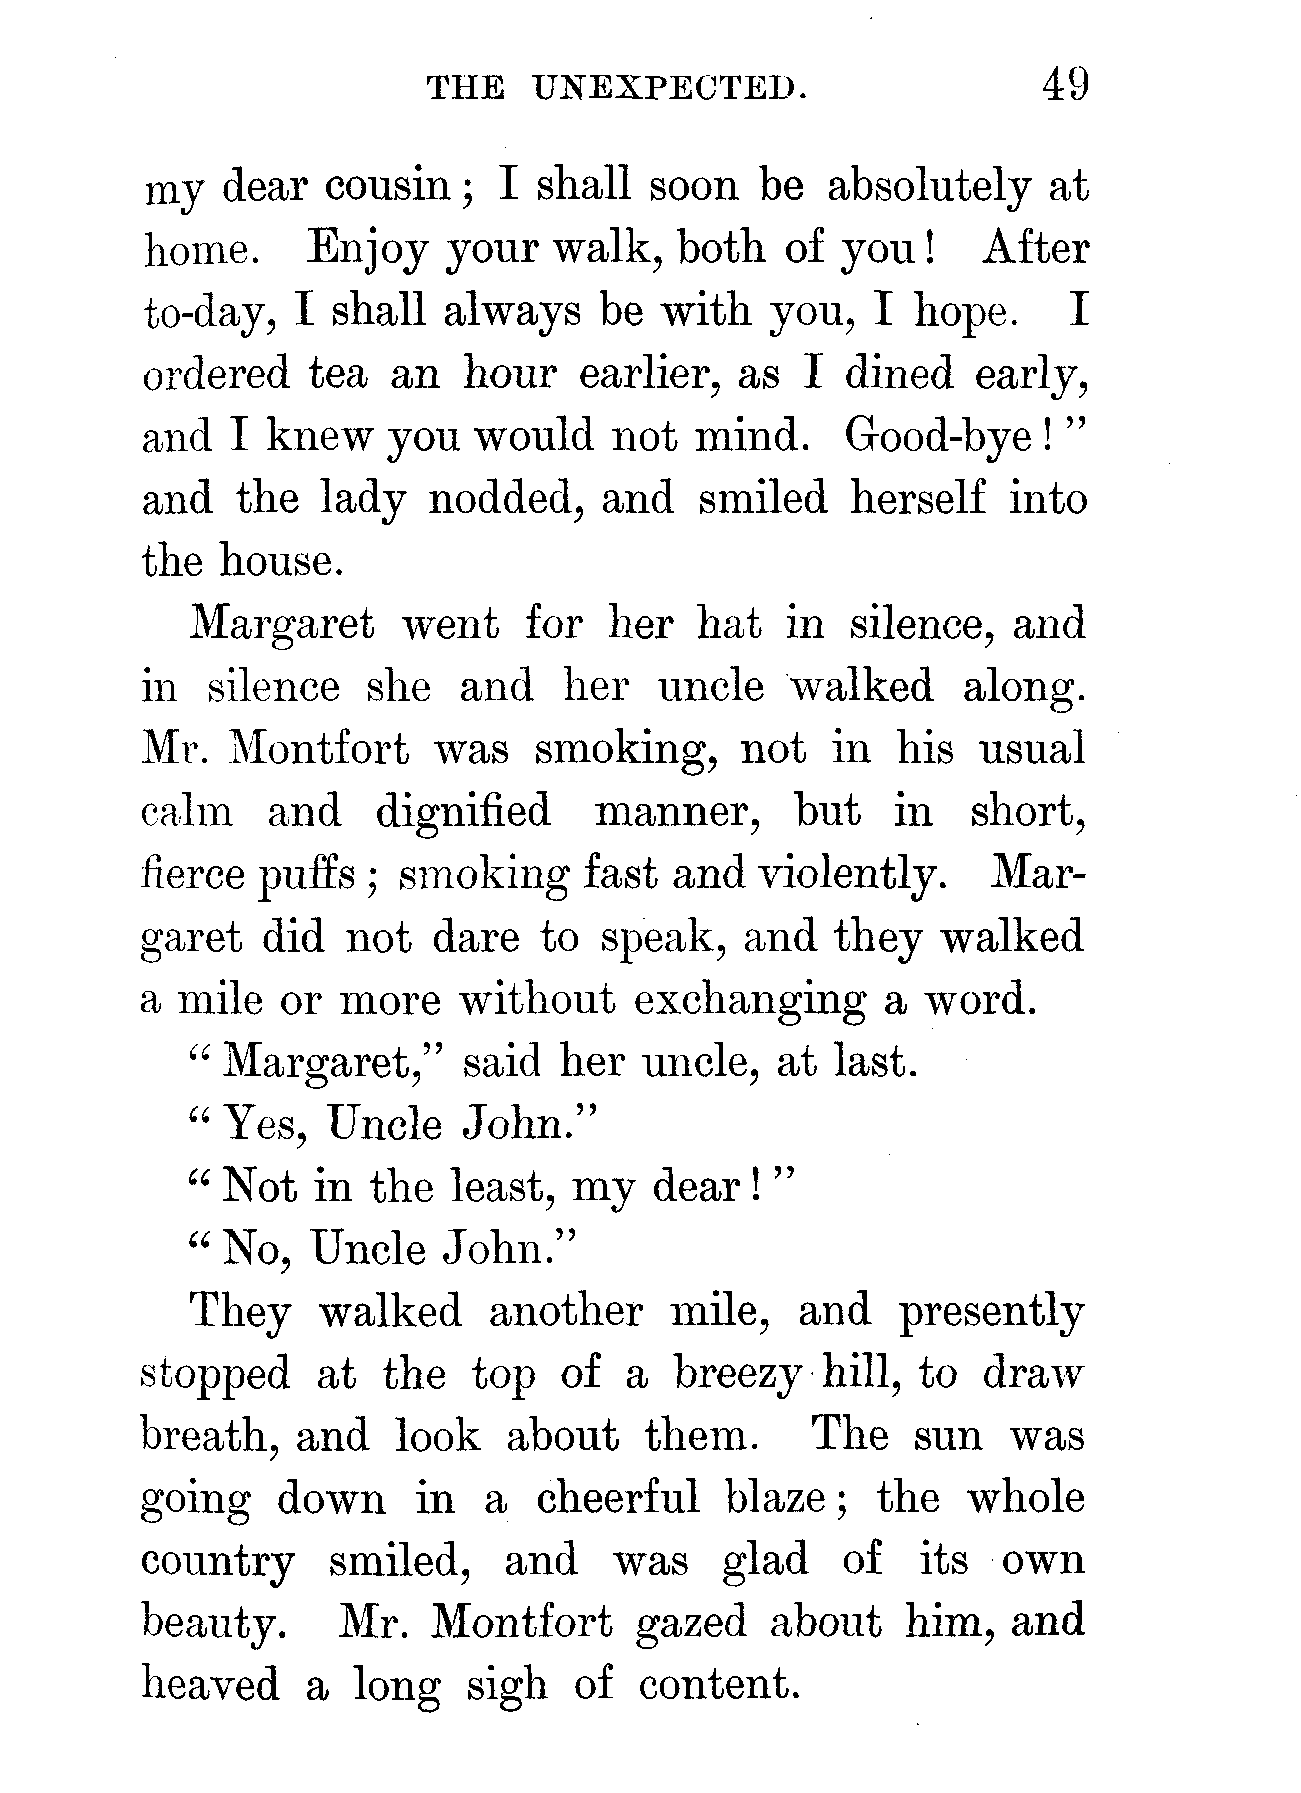 THE UNEXPECTED. 49
my dear cousin; I shall soon be absolutely at
home. Enjoy your walk, both of you! After
to-day, I shall always be with you, I hope. I
ordered tea an hour earlier, as I dined early,
and I knew you would not mind. Good-bye!"
and the lady nodded, and smiled herself into
the house.
Margaret went for her hat in silence, and
in silence she and her uncle walked along.
Mr. Montfort was smoking, not in his usual
calm and dignified manner, but in short,
fierce puffs; smoking fast and violently. Mar-
garet did not dare to speak, and they walked
a mile or more without exchanging a word.
"Margaret," said her uncle, at last.
"Yes, Uncle John."
"Not in the least, my dear!"
"No, Uncle John."
They walked another mile, and presently
stopped at the top of a breezy hill, to draw
breath, and look about them. The sun was
going down in a cheerful blaze; the whole
country smiled, and was glad of its own
beauty. Mr. Montfort gazed about him, and
heaved a long sigh of content.